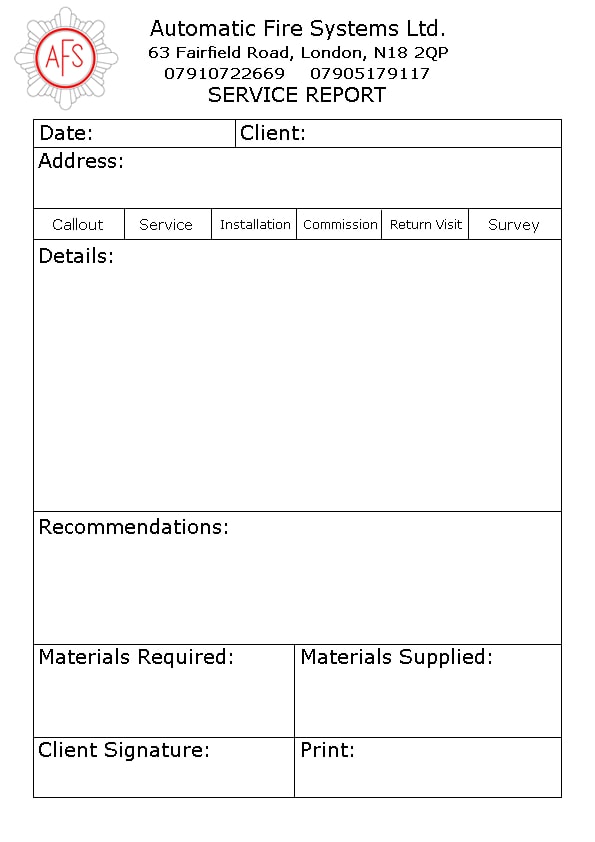 AFS
Automatic Fire Systems Ltd.
63 Fairfield Road, London, N18 2QP
07910722669 07905179117
SERVICE REPORT
Date: Client:
Address:
Callout Service Installation Commission Return Visit Survey
Details:
Recommendations:
Materials Required: Materials Supplied:
Client Signature: Print: